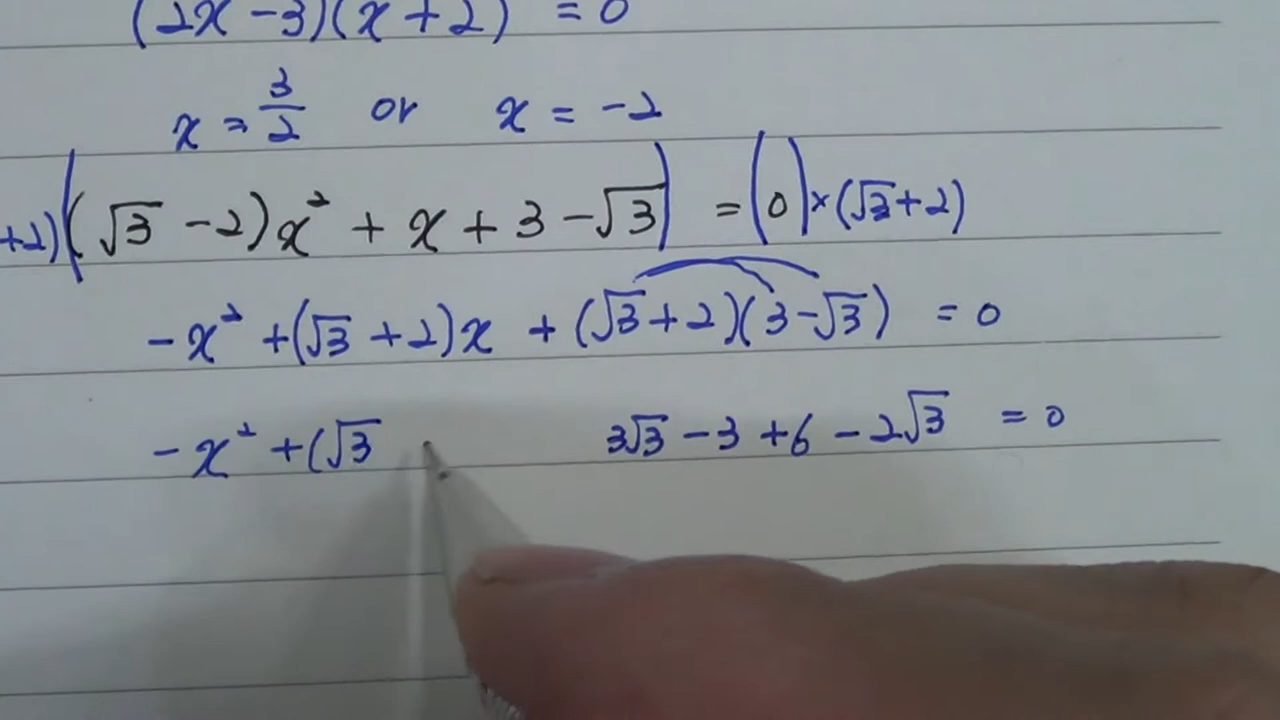 (2x-3)(x+2) = 0
x = 3/2 or x = -2
+2)((√3 -2)x² + x + 3 - √3) = (0) × (√3+2)
-x² + (√3 +2)x + (√3+2)(3-√3) = 0
-x² + (√3 3√3 - 3 + 6 - 2√3 = 0